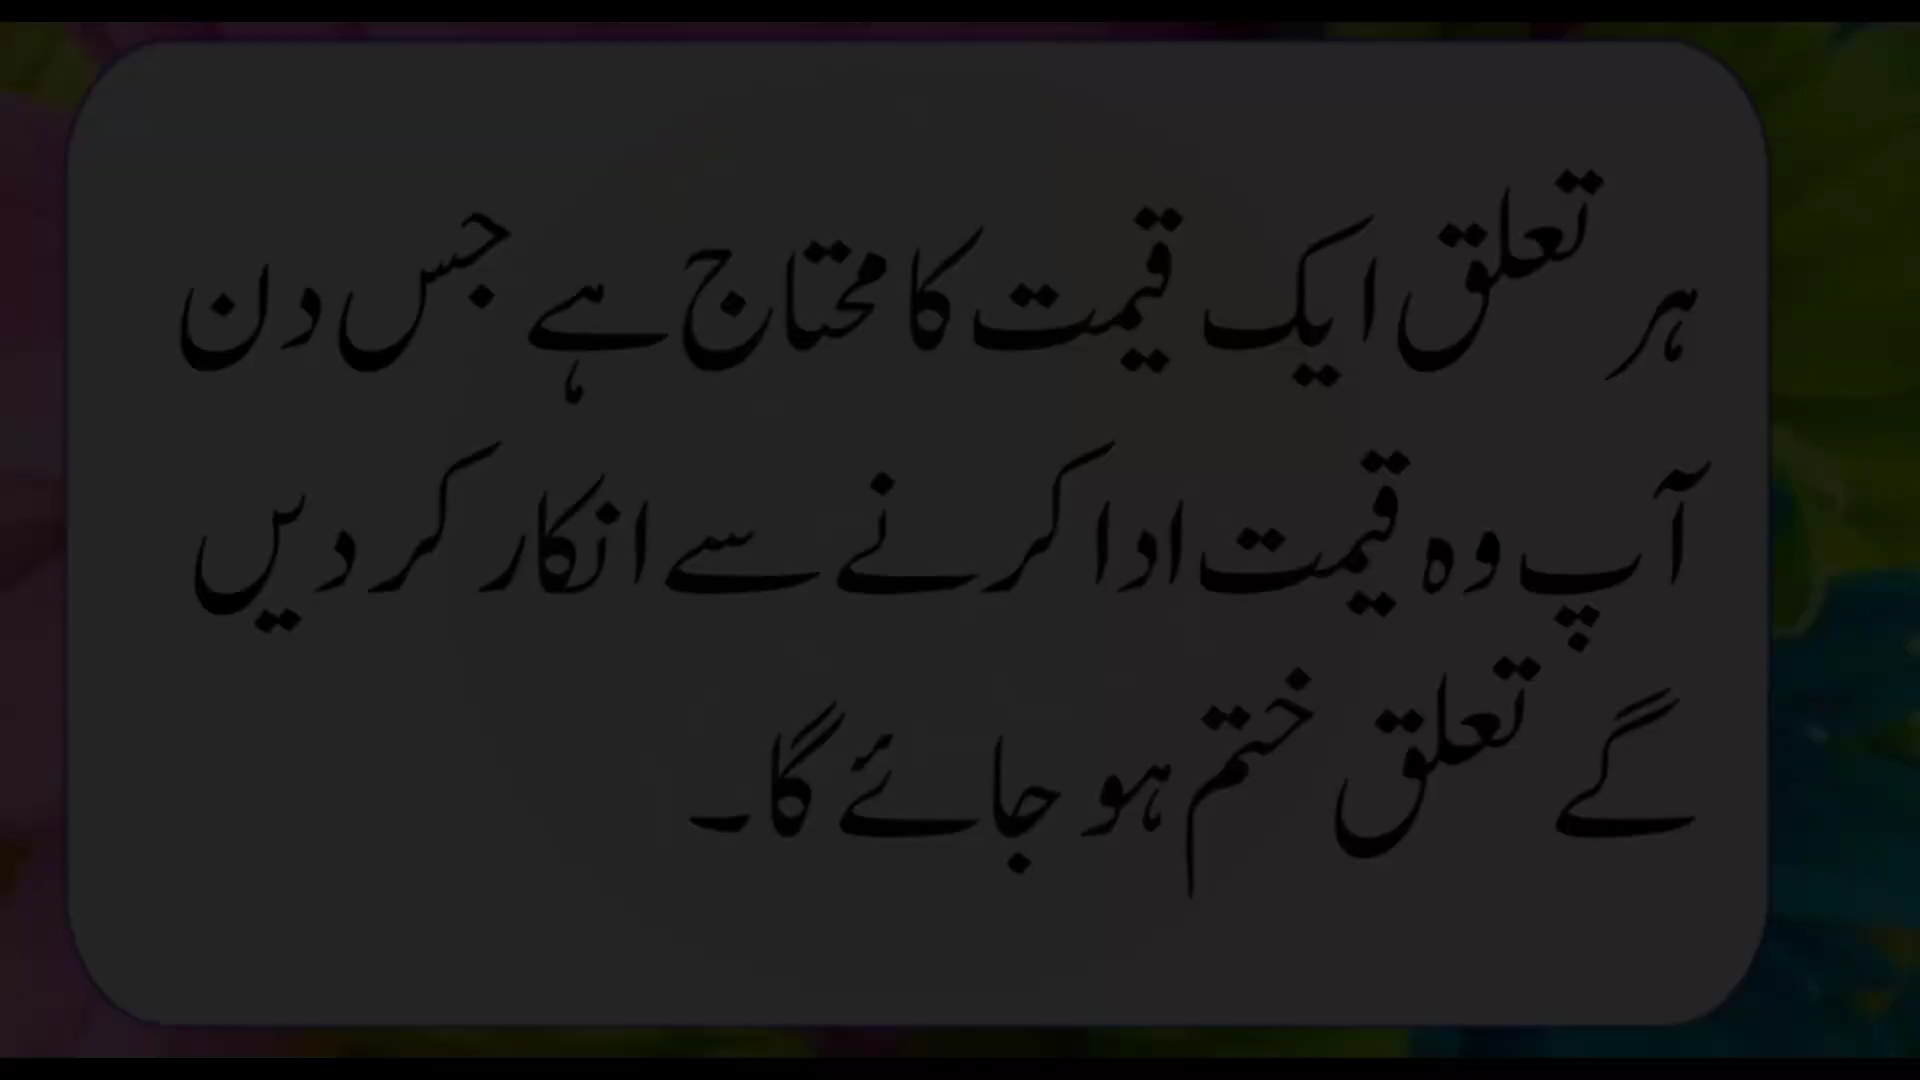 ہر تعلق ایک قیمت کا محتاج ہے جس دن
آپ وہ قیمت ادا کرنے سے انکار کر دیں
گے تعلق ختم ہو جائے گا۔